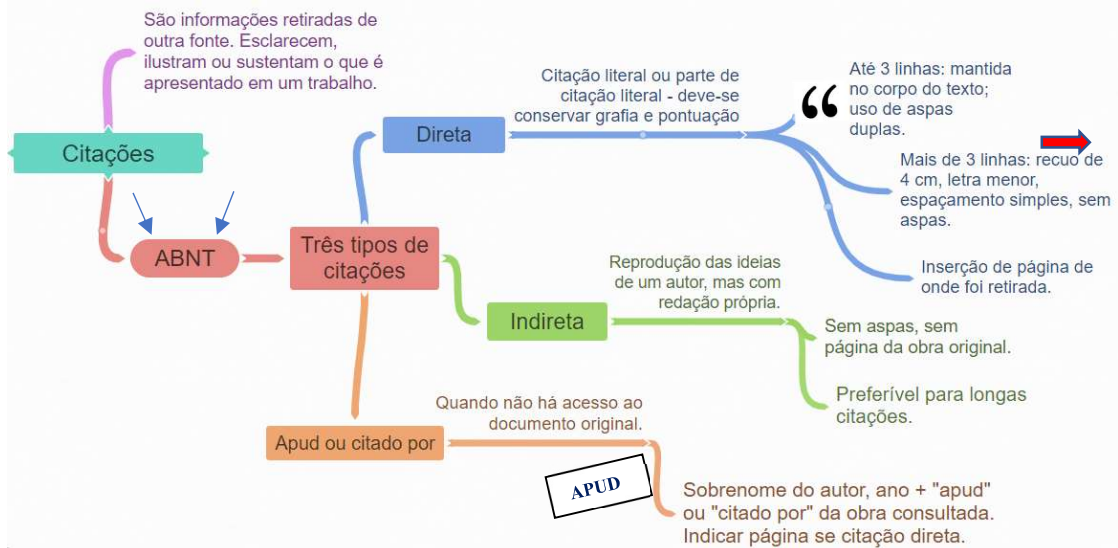 São informações retiradas de
outra fonte. Esclarecem,
ilustram ou sustentam o que é
apresentado em um trabalho.
Citações
ABNT
Três tipos de
citações
Direta
Citação literal ou parte de
citação literal - deve-se
conservar grafia e pontuação
“
Até 3 linhas: mantida
no corpo do texto;
uso de aspas
duplas.
Mais de 3 linhas: recuo de
4 cm, letra menor,
espaçamento simples, sem
aspas.
Inserção de página de
onde foi retirada.
Indireta
Reprodução das ideias
de um autor, mas com
redação própria.
Sem aspas, sem
página da obra original.
Preferível para longas
citações.
Apud ou citado por
Quando não há acesso ao
documento original.
APUD
Sobrenome do autor, ano + "apud"
ou "citado por" da obra consultada.
Indicar página se citação direta.